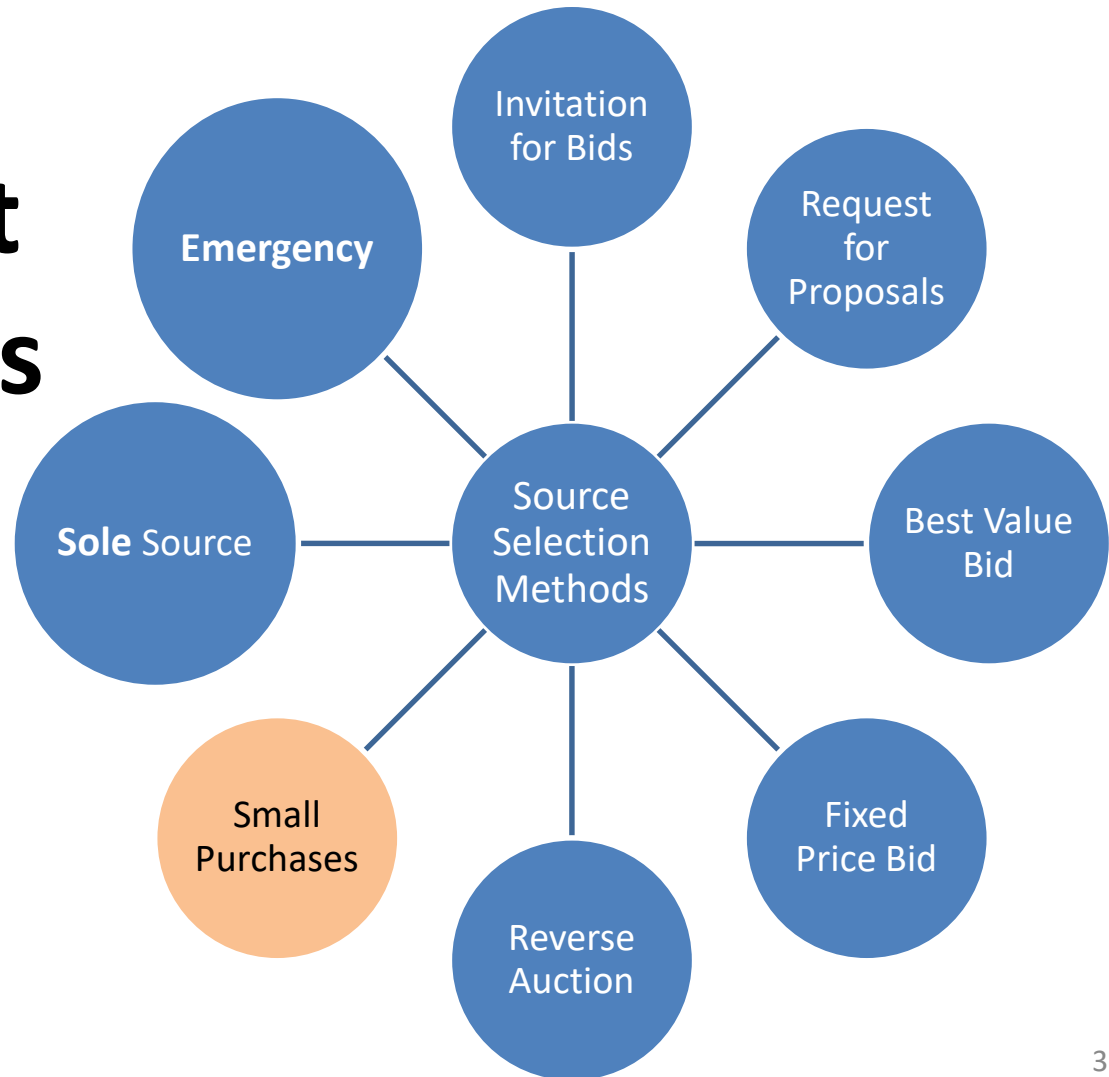 t
s
Invitation
for Bids
Request
for
Proposals
Best Value
Bid
Fixed
Price Bid
Reverse
Auction
Small
Purchases
Sole Source
Emergency
Source
Selection
Methods
3